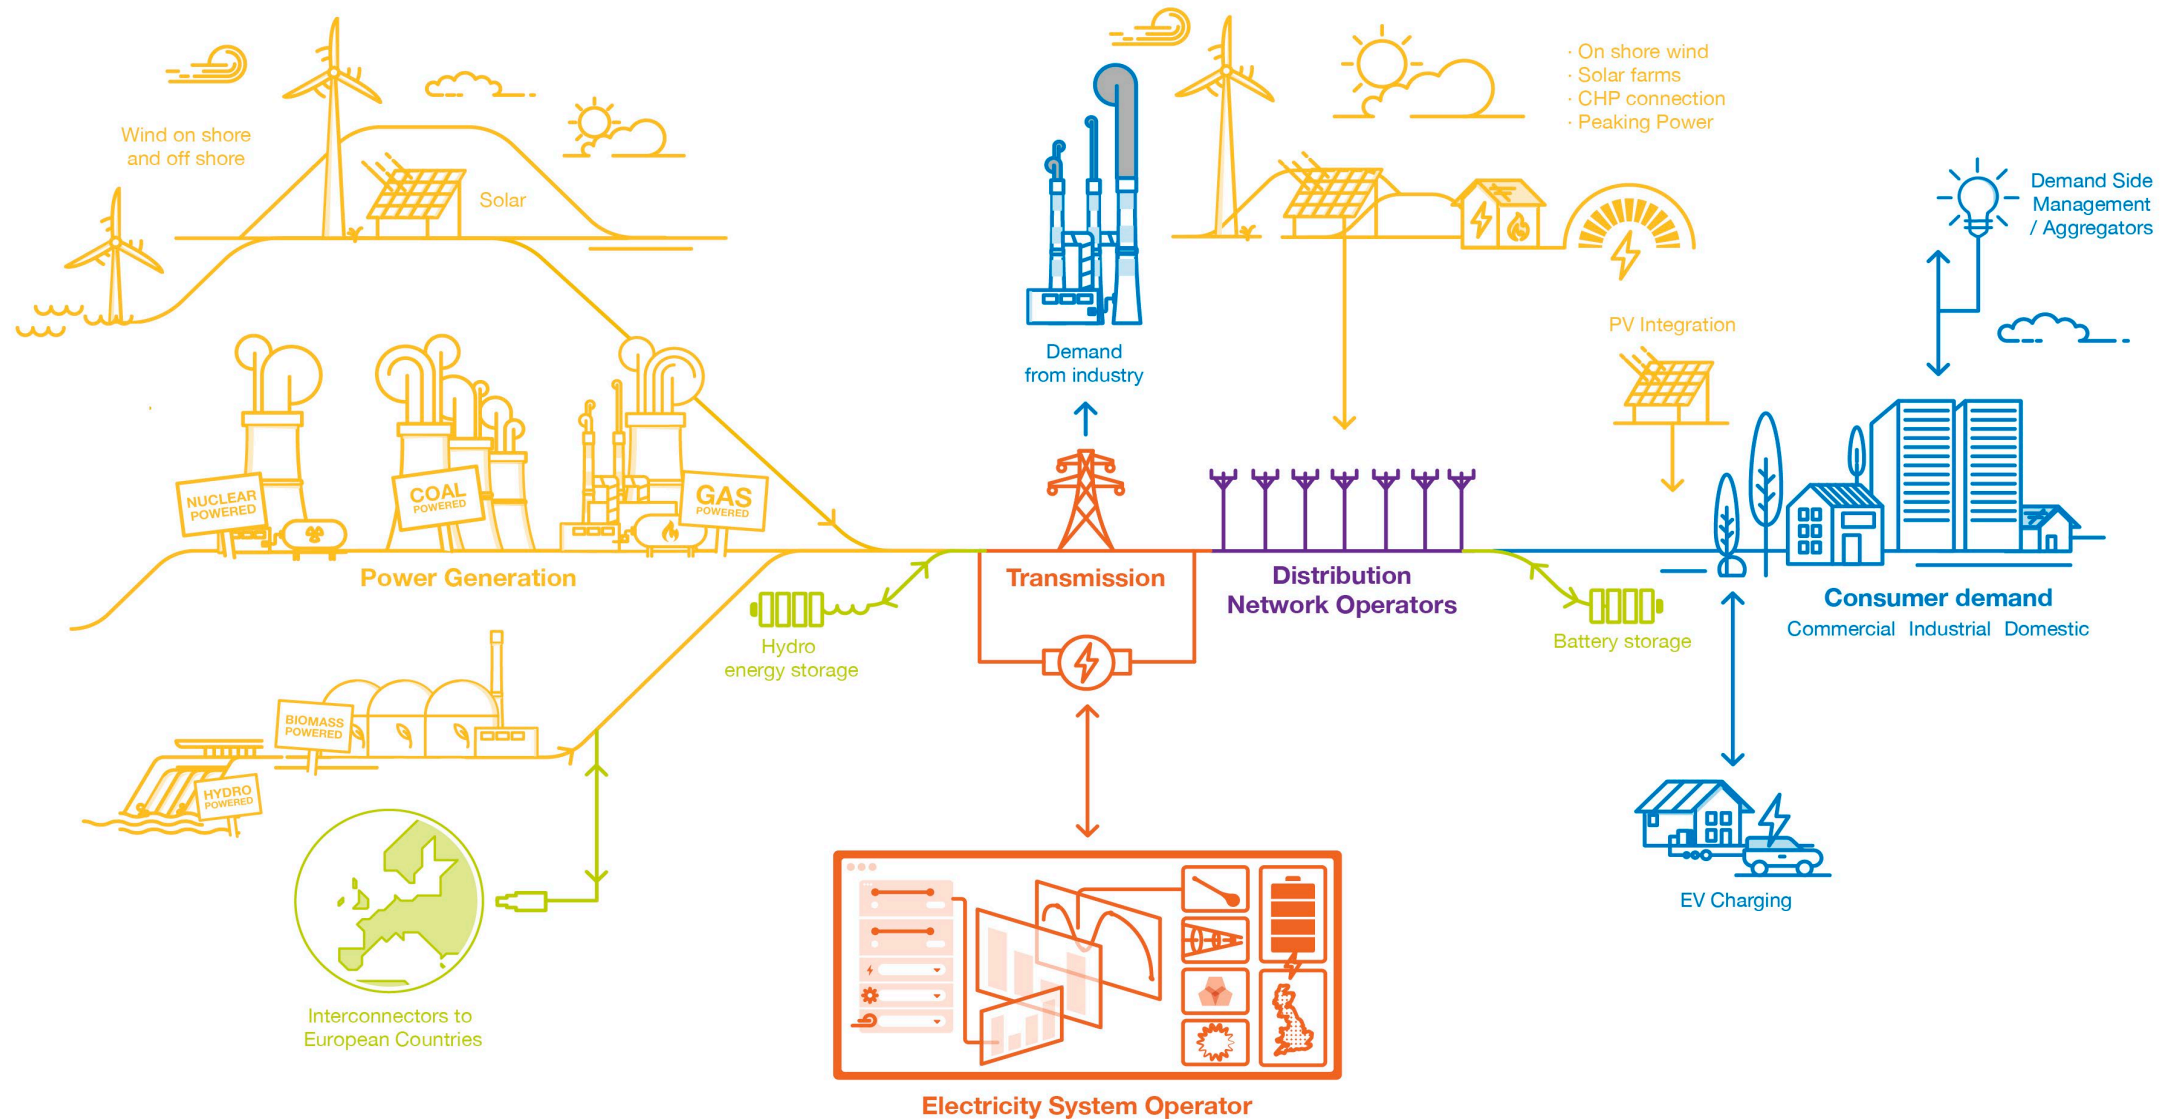 Wind on shore
and off shore
Solar
· On shore wind
· Solar farms
· CHP connection
· Peaking Power
Demand Side
Management
/ Aggregators
Demand
from industry
PV Integration
NUCLEAR
POWERED
COAL
POWERED
GAS
POWERED
Power Generation
Transmission
Distribution
Network Operators
Consumer demand
Commercial Industrial Domestic
Hydro
energy storage
Battery storage
BIOMASS
POWERED
HYDRO
POWERED
EV Charging
Interconnectors to
European Countries
Electricity System Operator